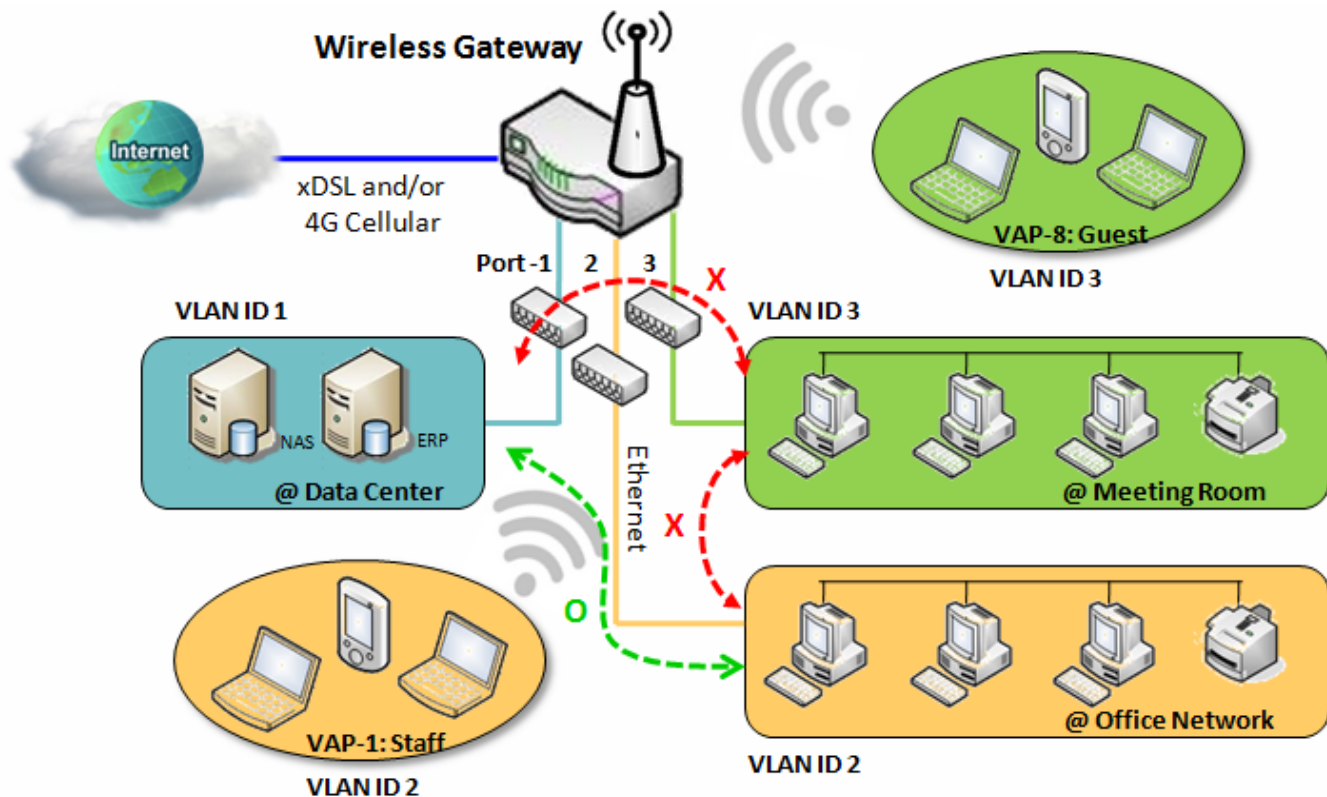 Wireless Gateway
Internet
xDSL and/or
4G Cellular
VAP-8: Guest
VLAN ID 3
Port -1
2
3
X
VLAN ID 1
VLAN ID 3
NAS
ERP
@ Data Center
Ethernet
@ Meeting Room
X
O
VAP-1: Staff
VLAN ID 2
@ Office Network
VLAN ID 2